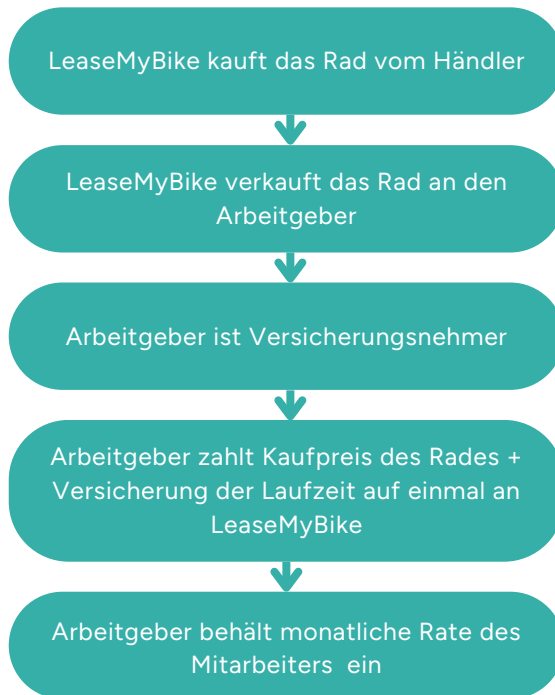 LeaseMyBike kauft das Rad vom Händler
LeaseMyBike verkauft das Rad an den
Arbeitgeber
Arbeitgeber ist Versicherungsnehmer
Arbeitgeber zahlt Kaufpreis des Rades +
Versicherung der Laufzeit auf einmal an
LeaseMyBike
Arbeitgeber behält monatliche Rate des
Mitarbeiters ein